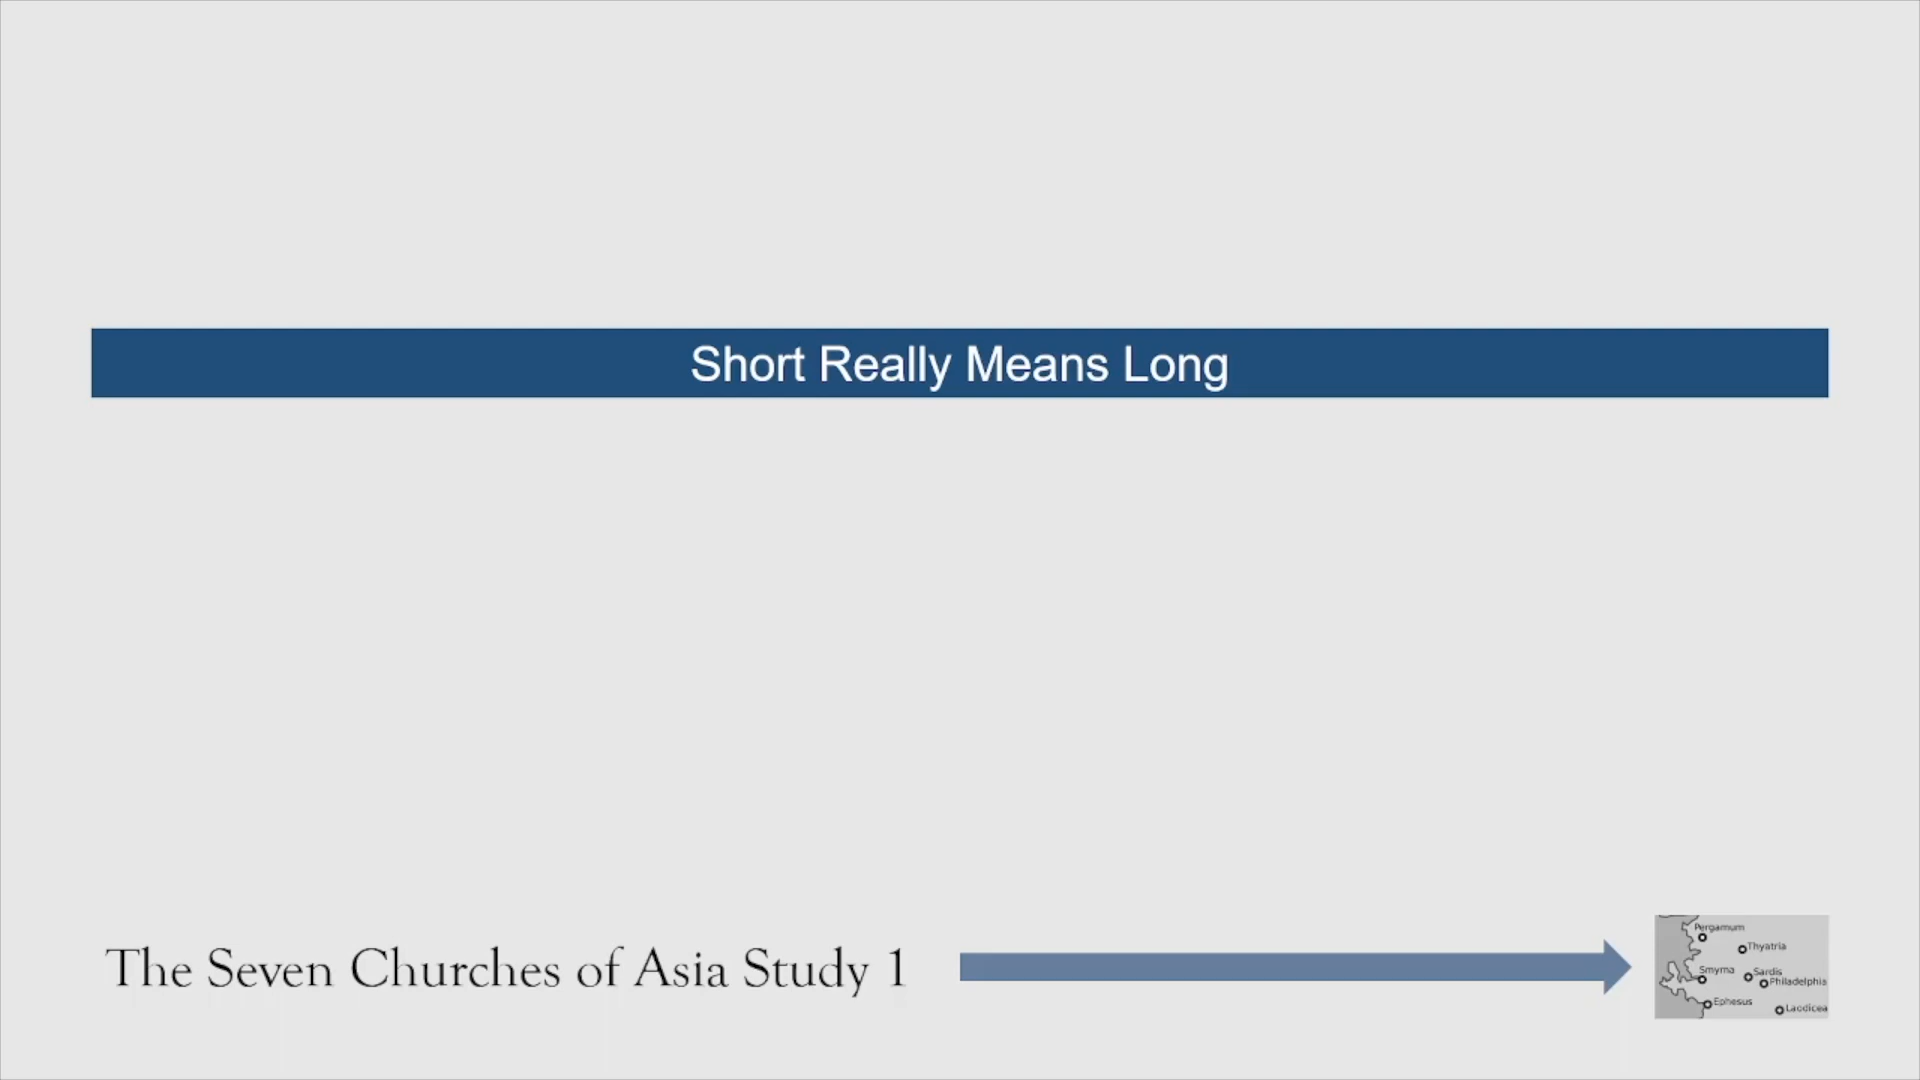 Short Really Means Long
The Seven Churches of Asia Study 1
Pergamum
Thyatria
Smyrna
Sardis
Philadelphia
Ephesus
Laodicea